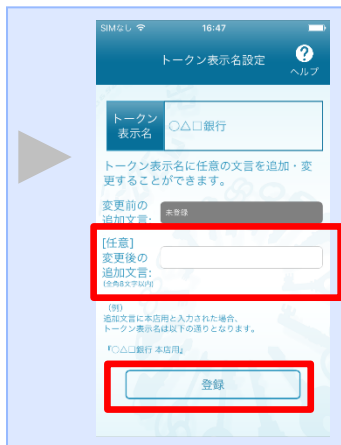 SIMなし 16:47
トークン表示名設定
?
ヘルプ
トークン
表示名
○△□銀行
トークン表示名に任意の文言を追加・変
更することができます。
変更前の
追加文言:
未登録
[任意]
変更後の
追加文言:
(全角8文字以内)
(例)
追加文言に本店用と入力された場合、
トークン表示名は以下の通りとなります。
『○△□銀行 本店用』
登録